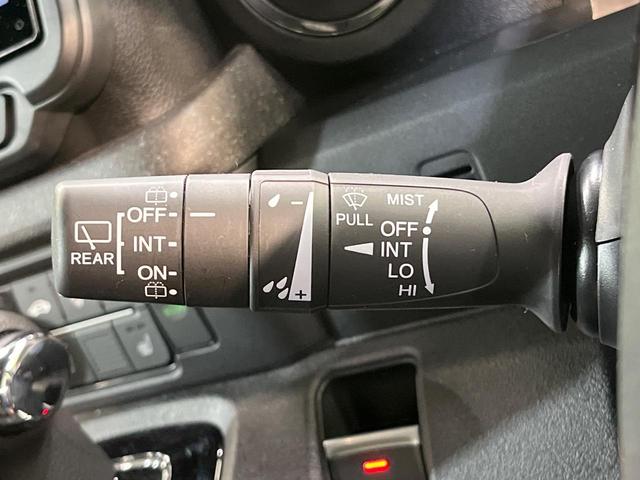 OFF
INT
REAR
ON
-
+
PULL
MIST
OFF
INT
LO
HI